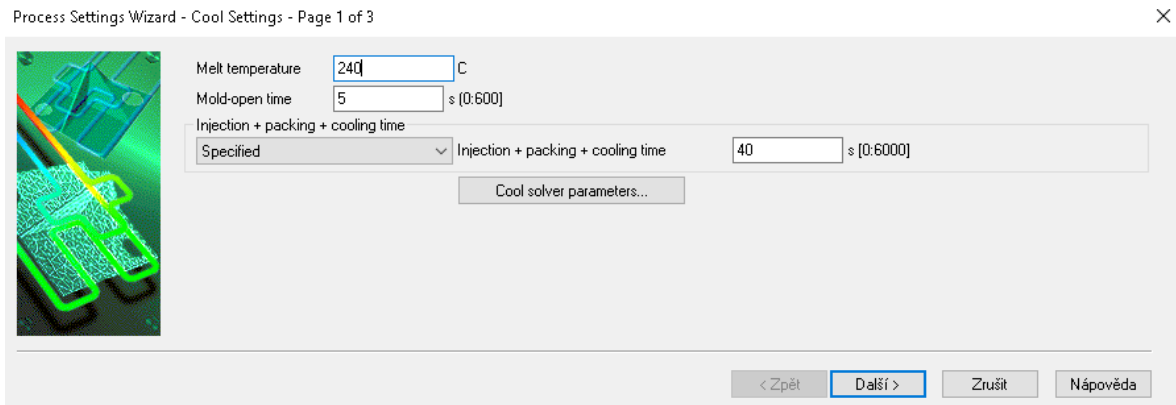 Process Settings Wizard - Cool Settings - Page 1 of 3
Melt temperature 240 C
Mold-open time 5 s (0:600]
Injection + packing + cooling time
Specified Injection + packing + cooling time 40 s [0:6000]
Cool solver parameters...
< Zpět Další > Zrušit Nápověda